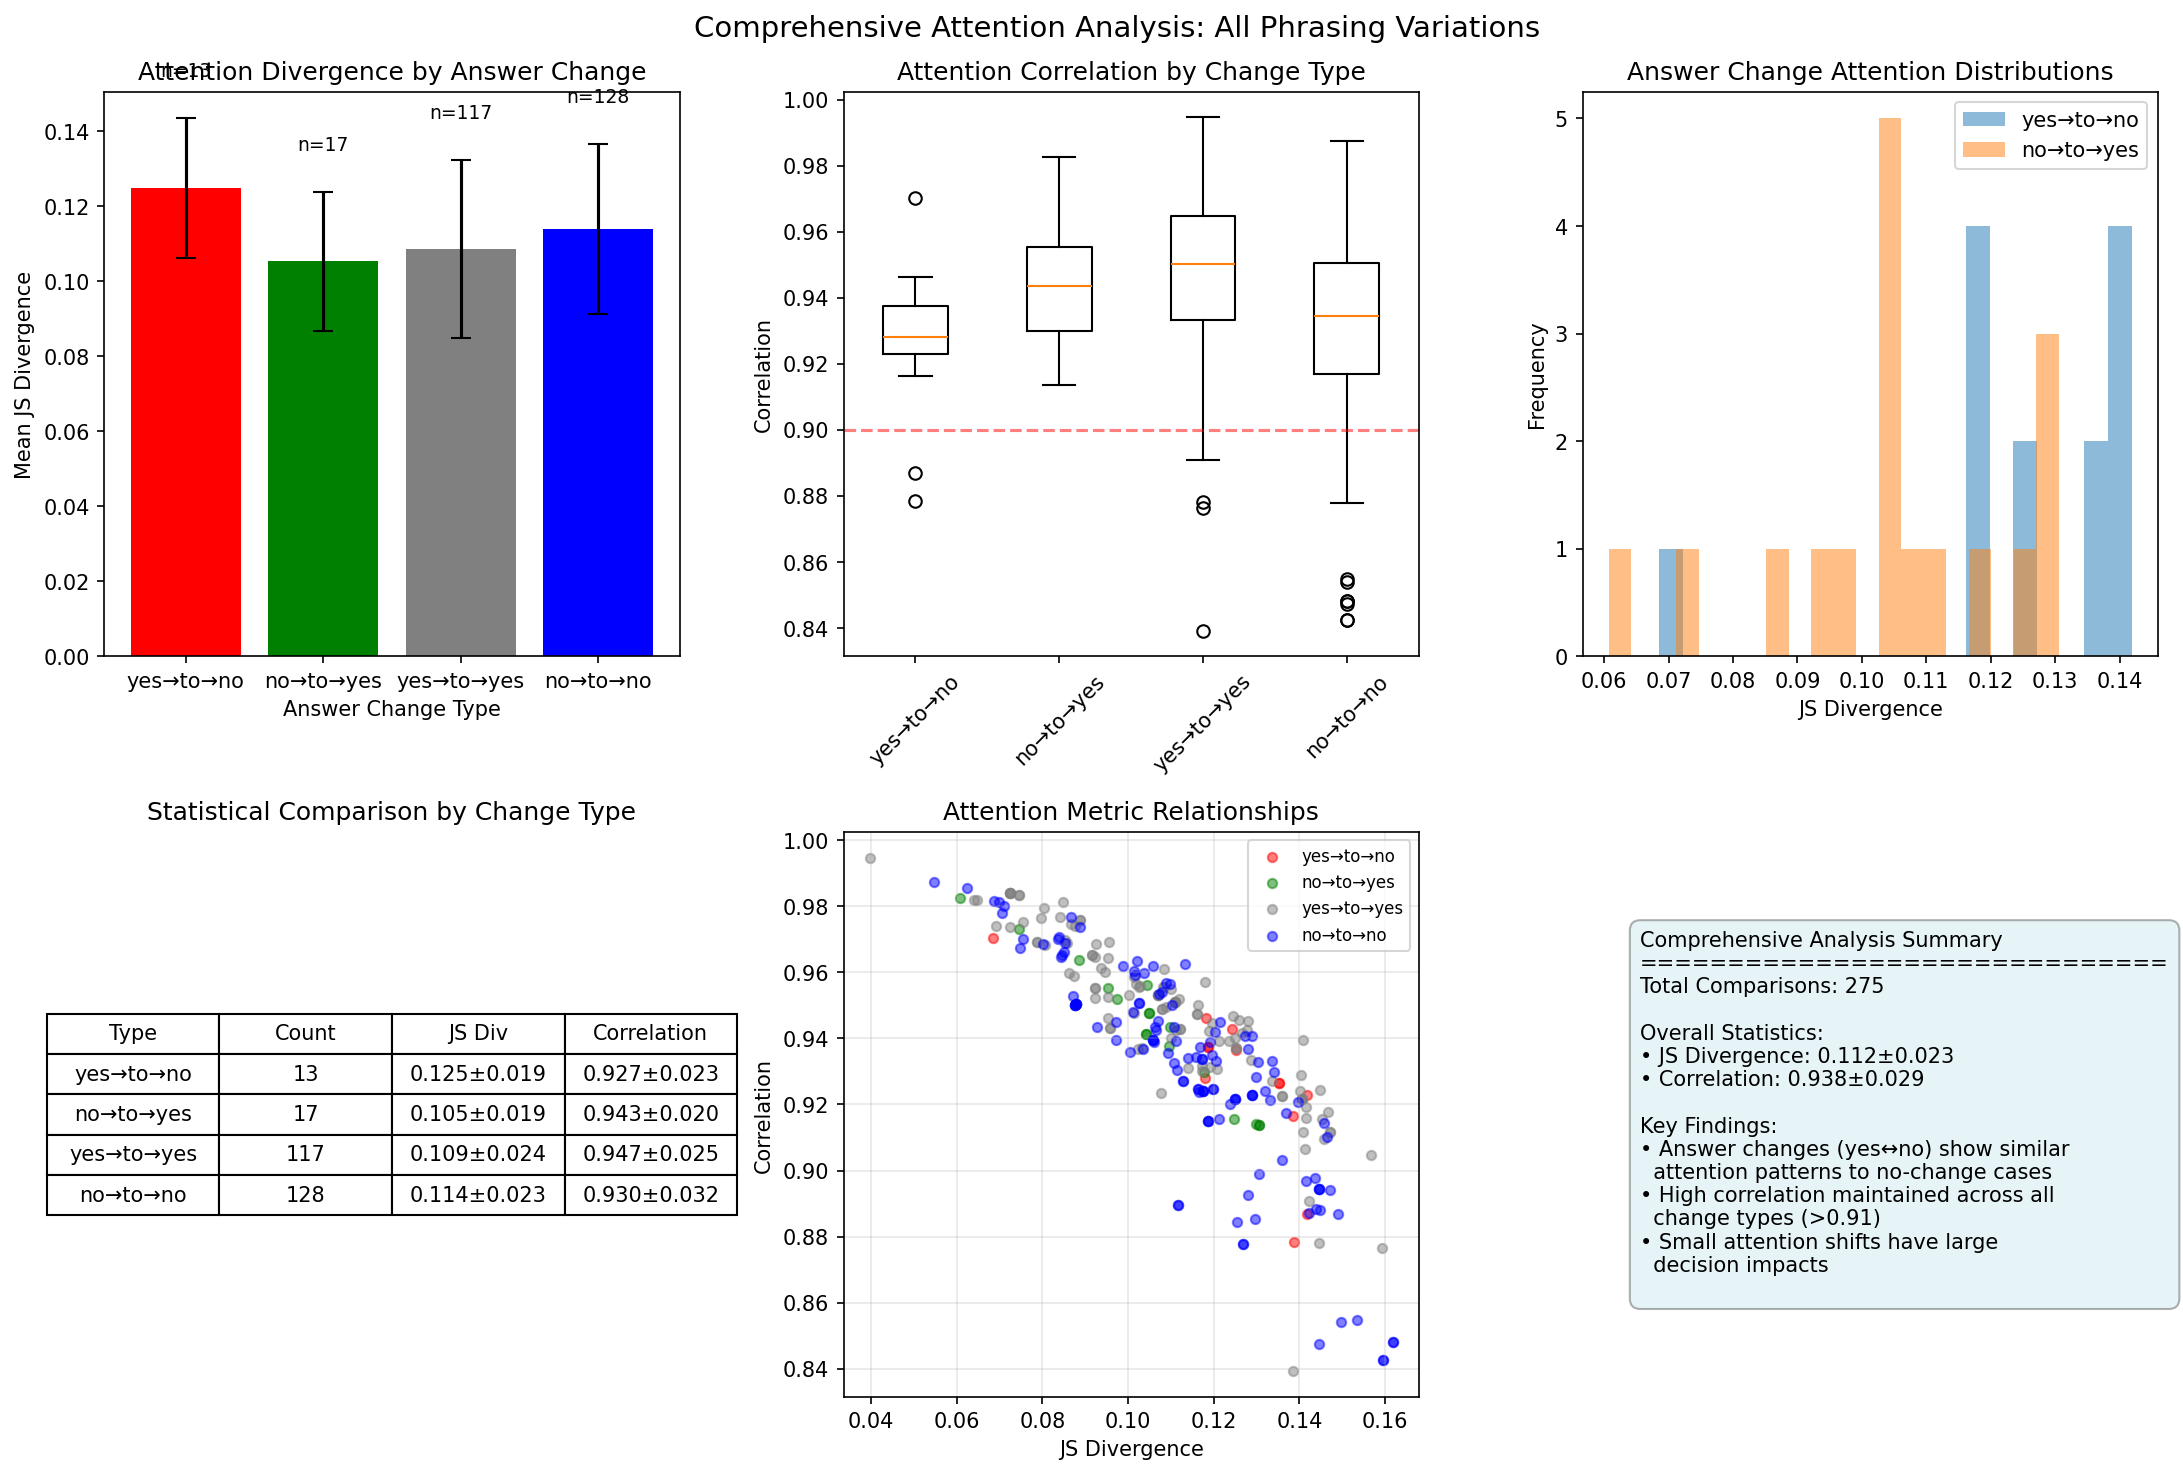 Comprehensive Attention Analysis: All Phrasing Variations
Attention Divergence by Answer Change
n=13
n=17
n=117
n=128
Mean JS Divergence
0.14
0.12
0.10
0.08
0.06
0.04
0.02
0.00
yes→to→no
no→to→yes
yes→to→yes
no→to→no
Answer Change Type
Attention Correlation by Change Type
Correlation
1.00
0.98
0.96
0.94
0.92
0.90
0.88
0.86
0.84
yes→to→no
no→to→yes
yes→to→yes
no→to→no
Answer Change Attention Distributions
yes→to→no
no→to→yes
Frequency
5
4
3
2
1
0
0.06 0.07 0.08 0.09 0.10 0.11 0.12 0.13 0.14
JS Divergence
Statistical Comparison by Change Type
Type Count JS Div Correlation
yes→to→no 13 0.125±0.019 0.927±0.023
no→to→yes 17 0.105±0.019 0.943±0.020
yes→to→yes 117 0.109±0.024 0.947±0.025
no→to→no 128 0.114±0.023 0.930±0.032
Attention Metric Relationships
yes→to→no
no→to→yes
yes→to→yes
no→to→no
Correlation
1.00
0.98
0.96
0.94
0.92
0.90
0.88
0.86
0.84
0.04 0.06 0.08 0.10 0.12 0.14 0.16
JS Divergence
Comprehensive Analysis Summary
==============================
Total Comparisons: 275
Overall Statistics:
• JS Divergence: 0.112±0.023
• Correlation: 0.938±0.029
Key Findings:
• Answer changes (yes↔no) show similar
attention patterns to no-change cases
• High correlation maintained across all
change types (>0.91)
• Small attention shifts have large
decision impacts